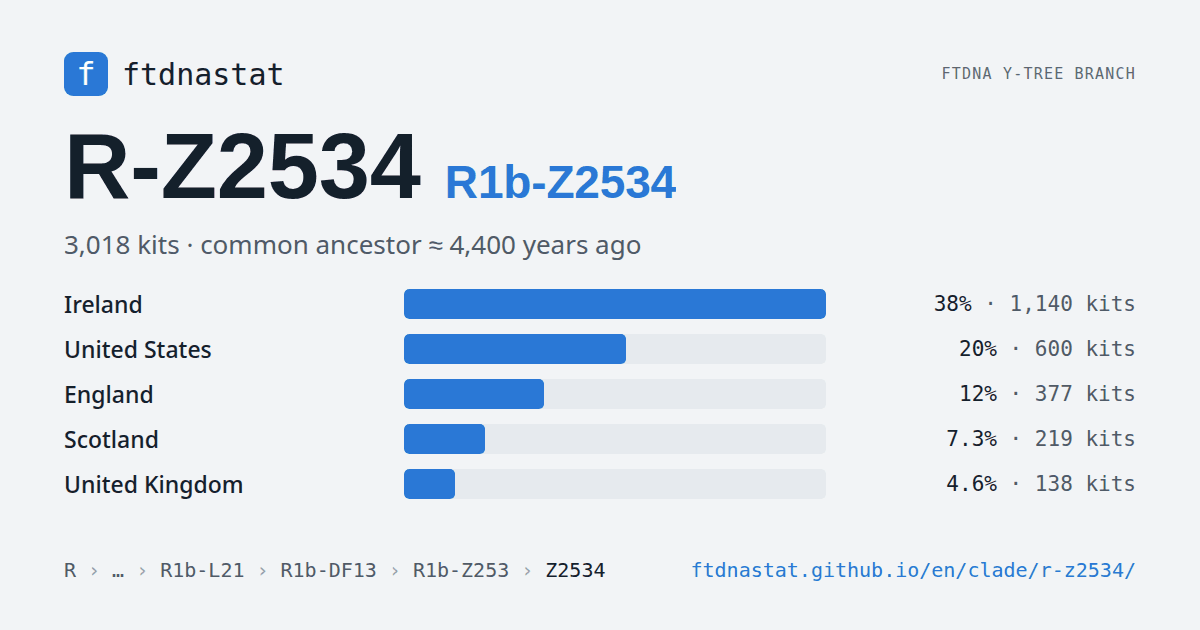 f ftdnastat
FTDNA Y-TREE BRANCH
R-Z2534 R1b-Z2534
3,018 kits · common ancestor ≈ 4,400 years ago
Ireland 38% · 1,140 kits
United States 20% · 600 kits
England 12% · 377 kits
Scotland 7.3% · 219 kits
United Kingdom 4.6% · 138 kits
R › … › R1b-L21 › R1b-DF13 › R1b-Z253 › Z2534
ftdnastat.github.io/en/clade/r-z2534/